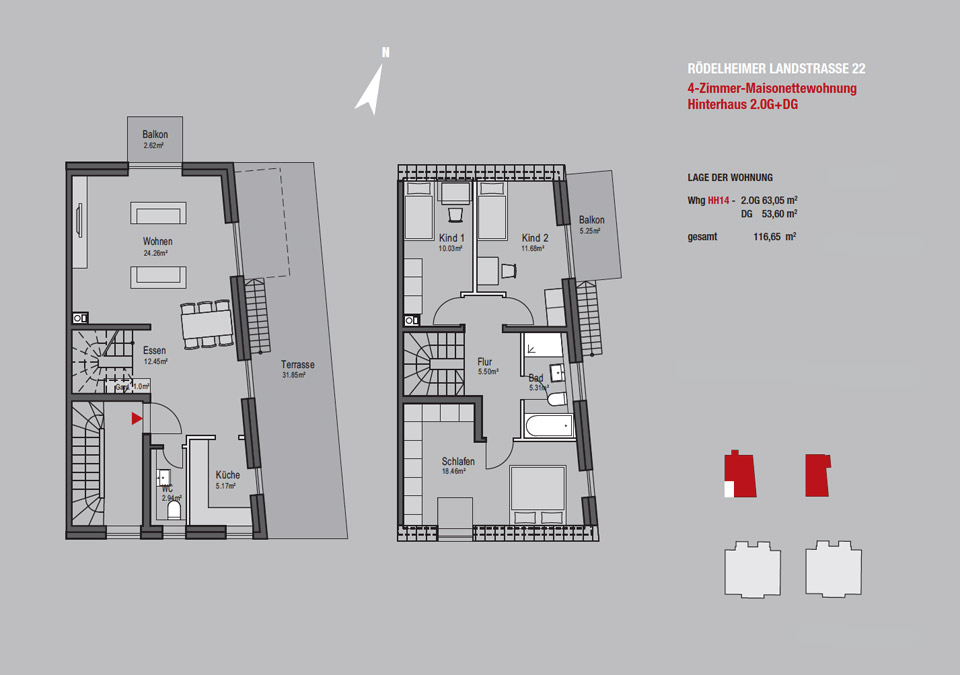 N
RÖDELHEIMER LANDSTRASSE 22
4-Zimmer-Maisonettewohnung
Hinterhaus 2.0G+DG
LAGE DER WOHNUNG
Whg HH14 - 2.OG 63,05 m²
DG 53,60 m²
gesamt 116,65 m²
Balkon
2.62m²
Wohnen
24.26m²
Essen
12.45m²
Gard. 1.0m²
Terrasse
31.85m²
Küche
5.17m²
WC
2.94m²
Balkon
5.25m²
Kind 1
10.03m²
Kind 2
11.68m²
Flur
5.50m²
Bad
5.31m²
Schlafen
18.46m²